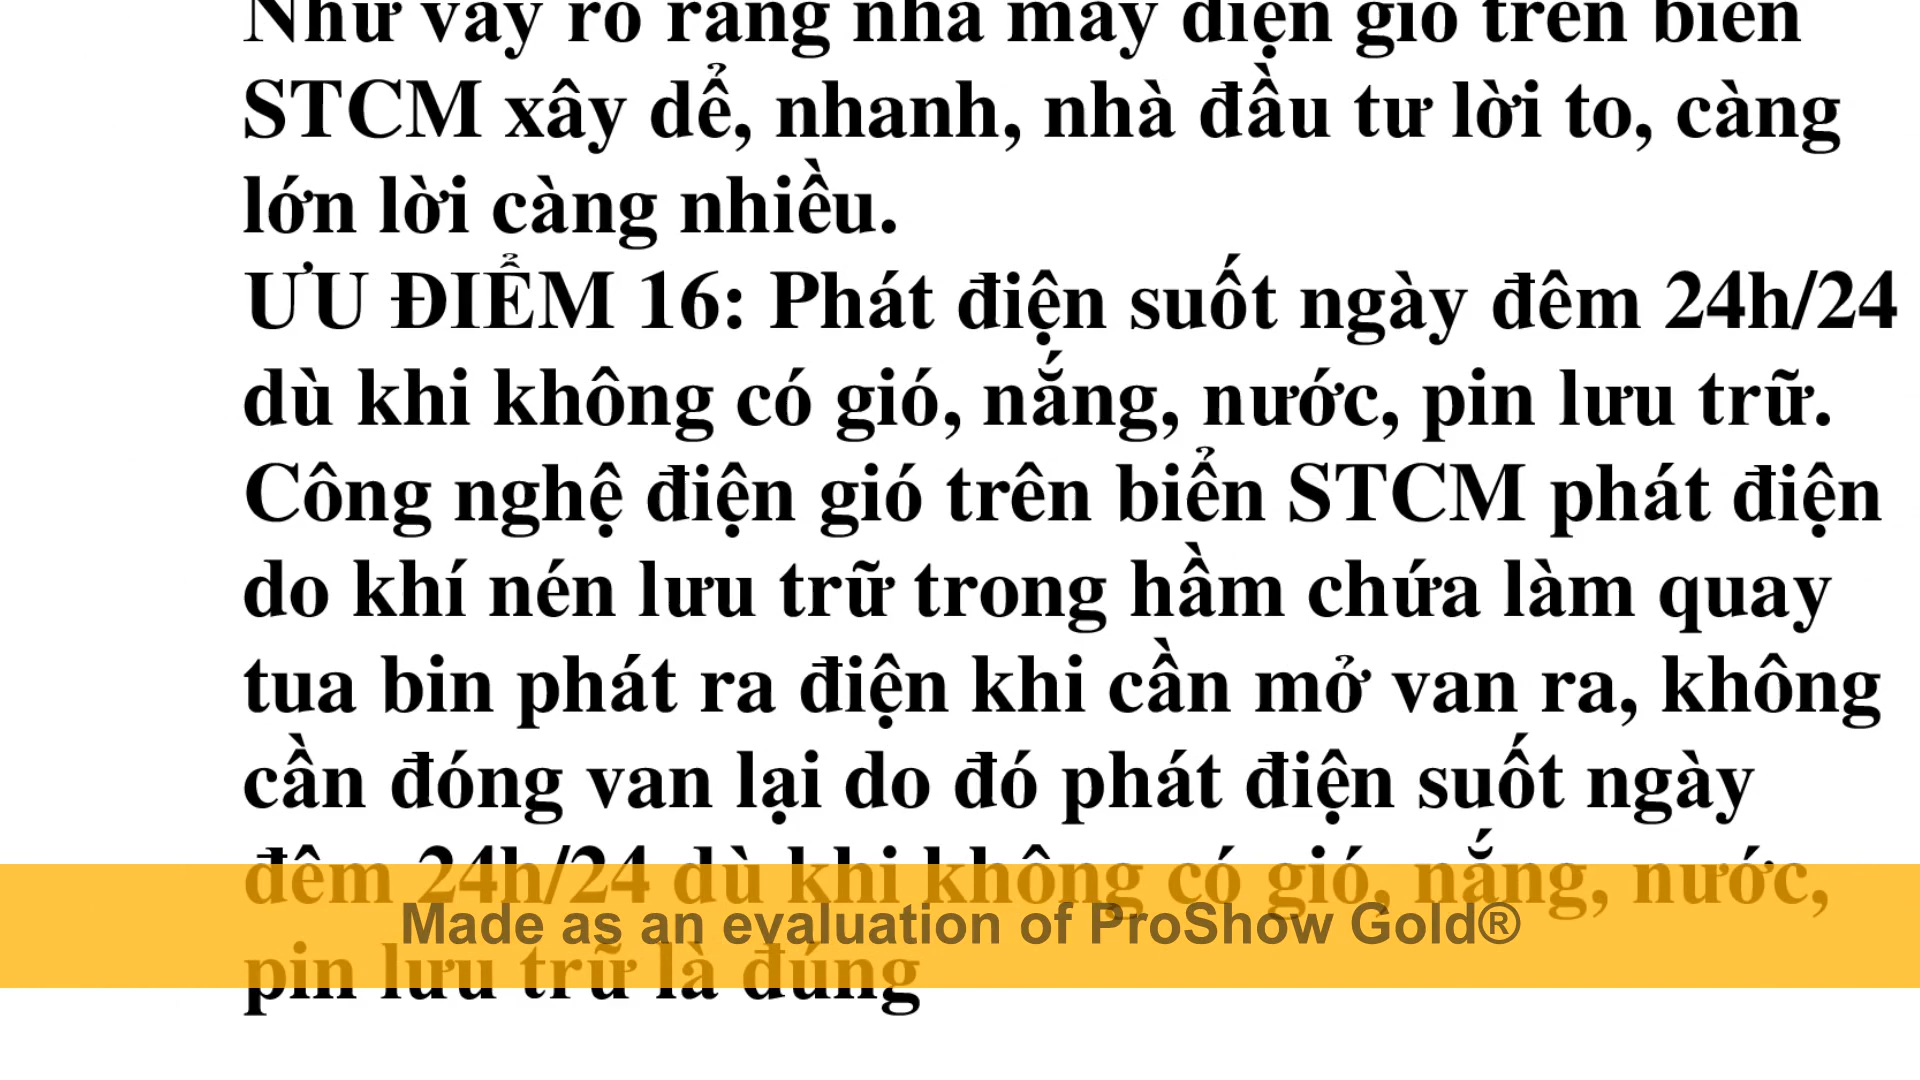 Như vậy rõ ràng nhà máy điện gió trên biển
STCM xây dể, nhanh, nhà đầu tư lời to, càng
lớn lời càng nhiều.
ƯU ĐIỂM 16: Phát điện suốt ngày đêm 24h/24
dù khi không có gió, nắng, nước, pin lưu trữ.
Công nghệ điện gió trên biển STCM phát điện
do khí nén lưu trữ trong hầm chứa làm quay
tua bin phát ra điện khi cần mở van ra, không
cần đóng van lại do đó phát điện suốt ngày
đêm 24h/24 dù khi không có gió, nắng, nước,
Made as an evaluation of ProShow Gold®
pin lưu trữ là đúng